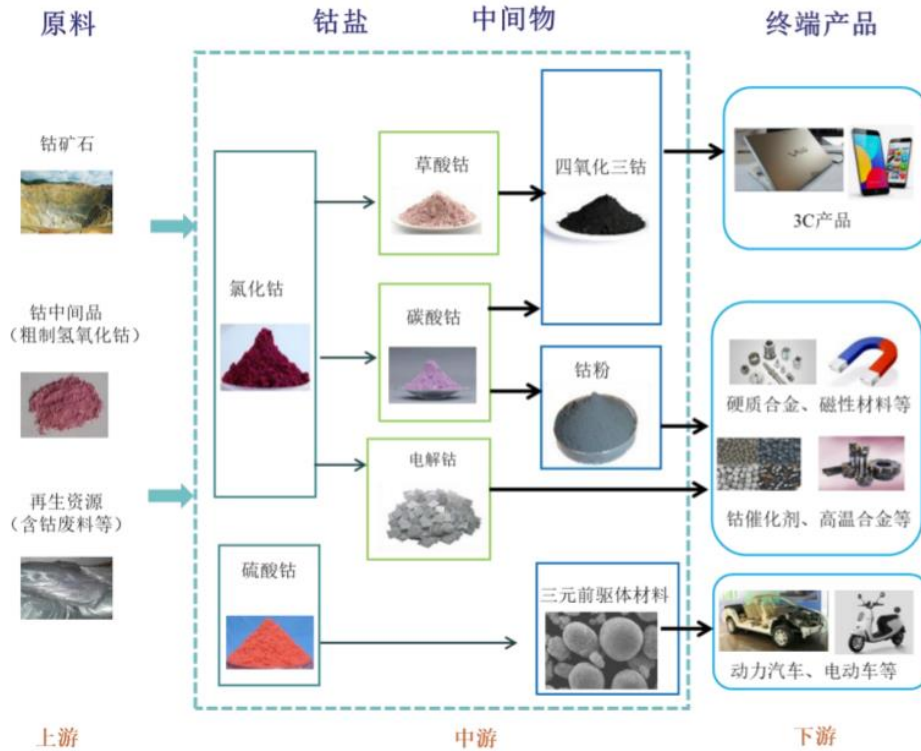 原料
钴盐
中间物
终端产品
钴矿石
钴中间品
（粗制氢氧化钴）
再生资源
（含钴废料等）
氯化钴
硫酸钴
草酸钴
碳酸钴
电解钴
四氧化三钴
钴粉
三元前驱体材料
3C产品
硬质合金、磁性材料等
钴催化剂、高温合金等
动力汽车、电动车等
上游
中游
下游